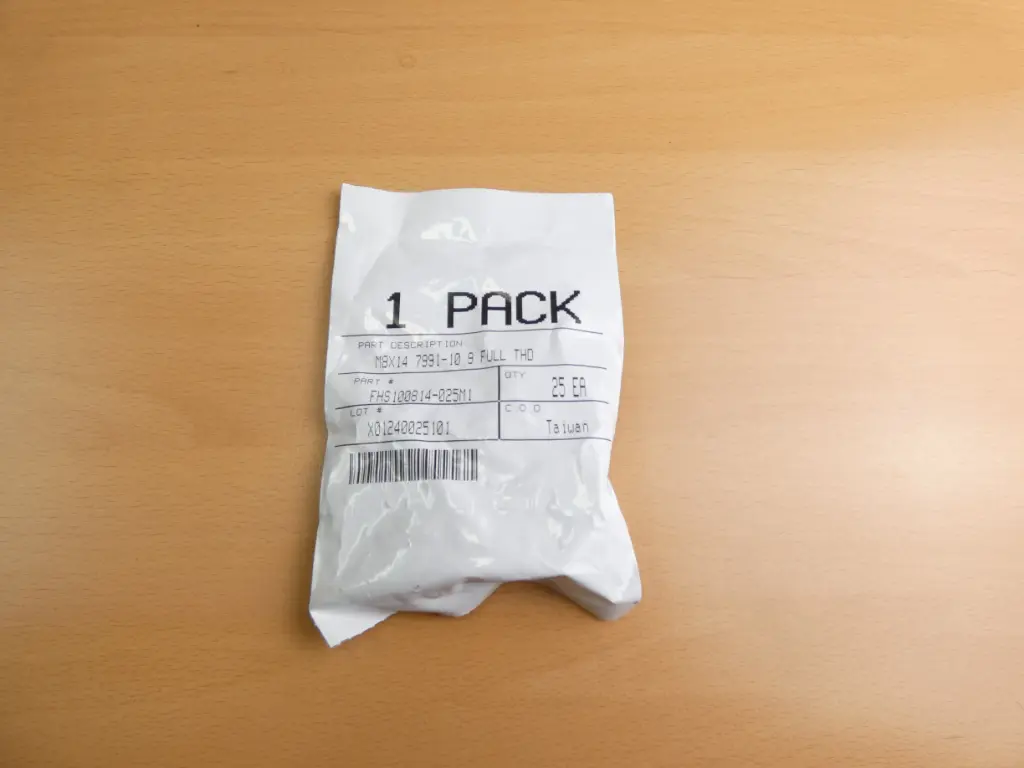 1 PACK
PART DESCRIPTION
M8X14 7991-10 9 FULL THD
PART #
FHS100814-025M1
QTY
25 EA
LOT #
X01240025101
C O O
Taiwan